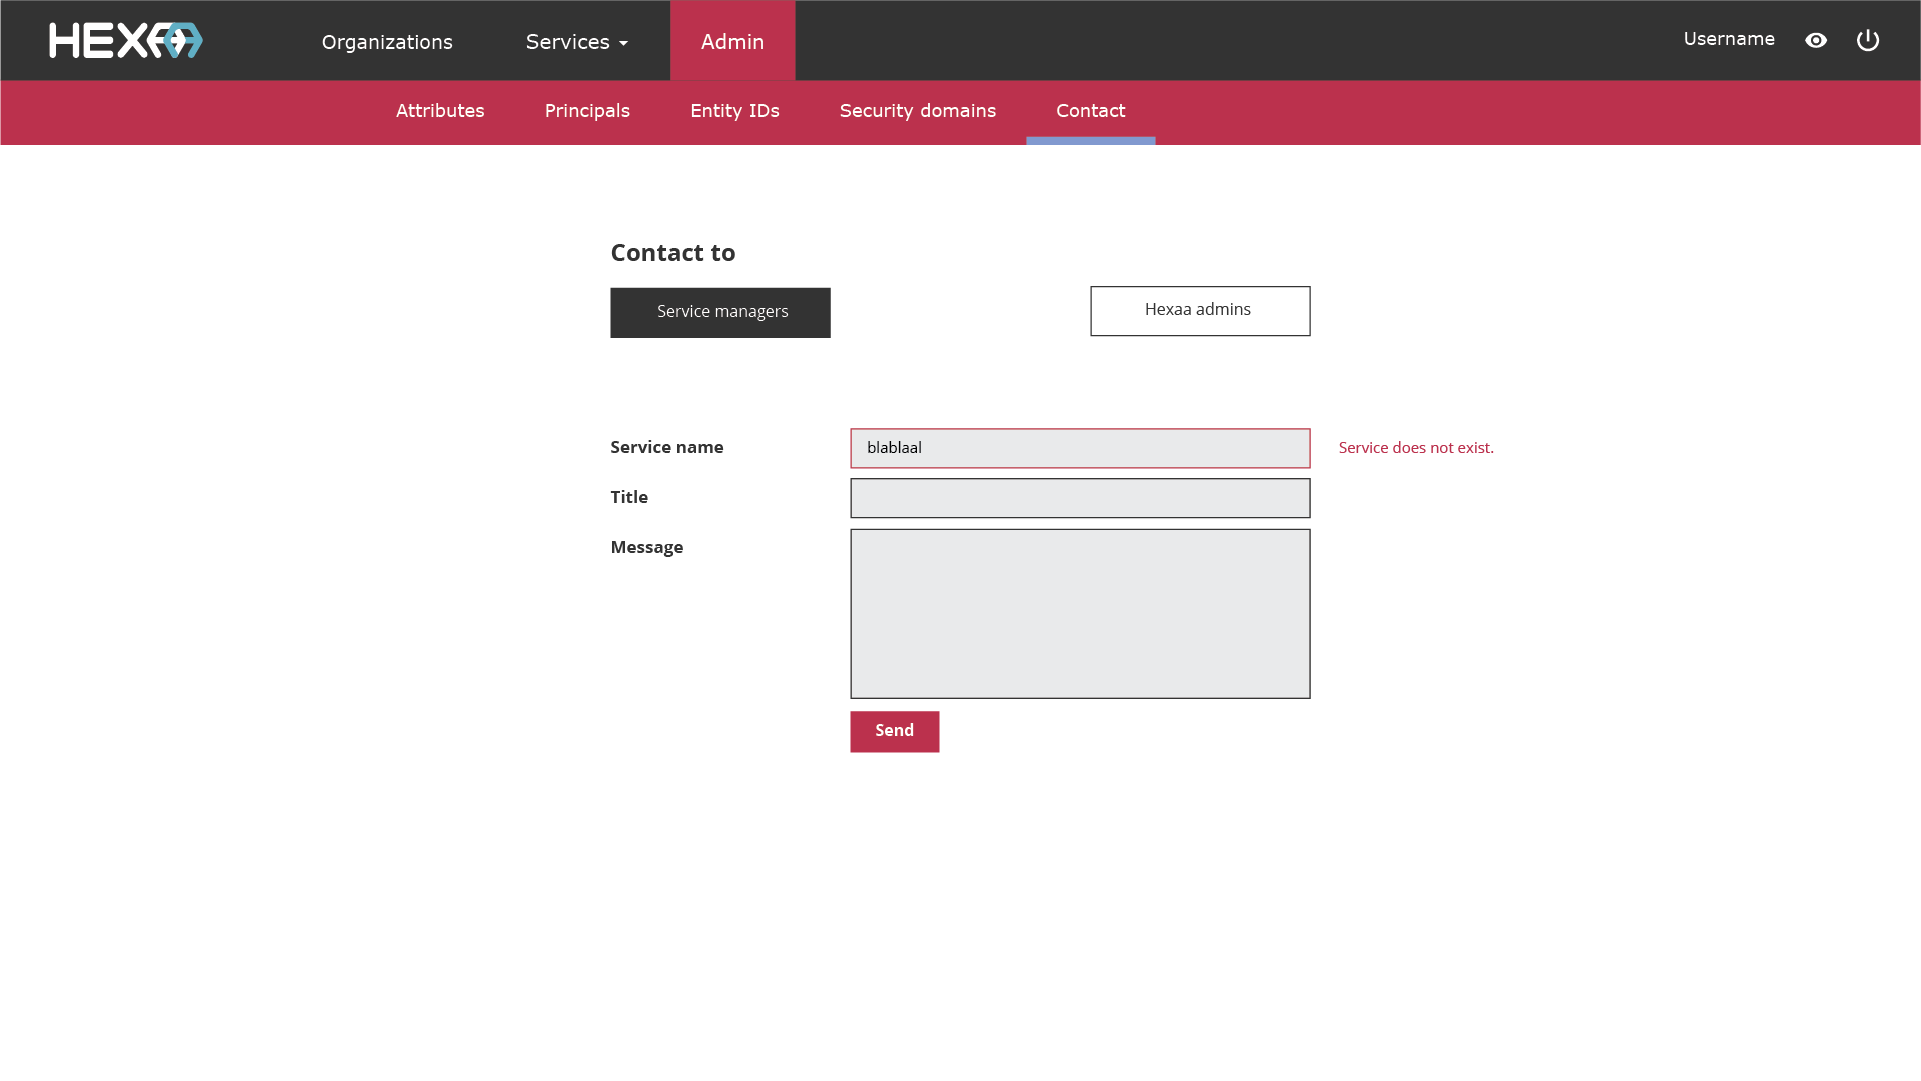 HEXAA Organizations Services Admin Username
Attributes Principals Entity IDs Security domains Contact
Contact to
Service managers Hexaa admins
Service name blablaal Service does not exist.
Title
Message
Send